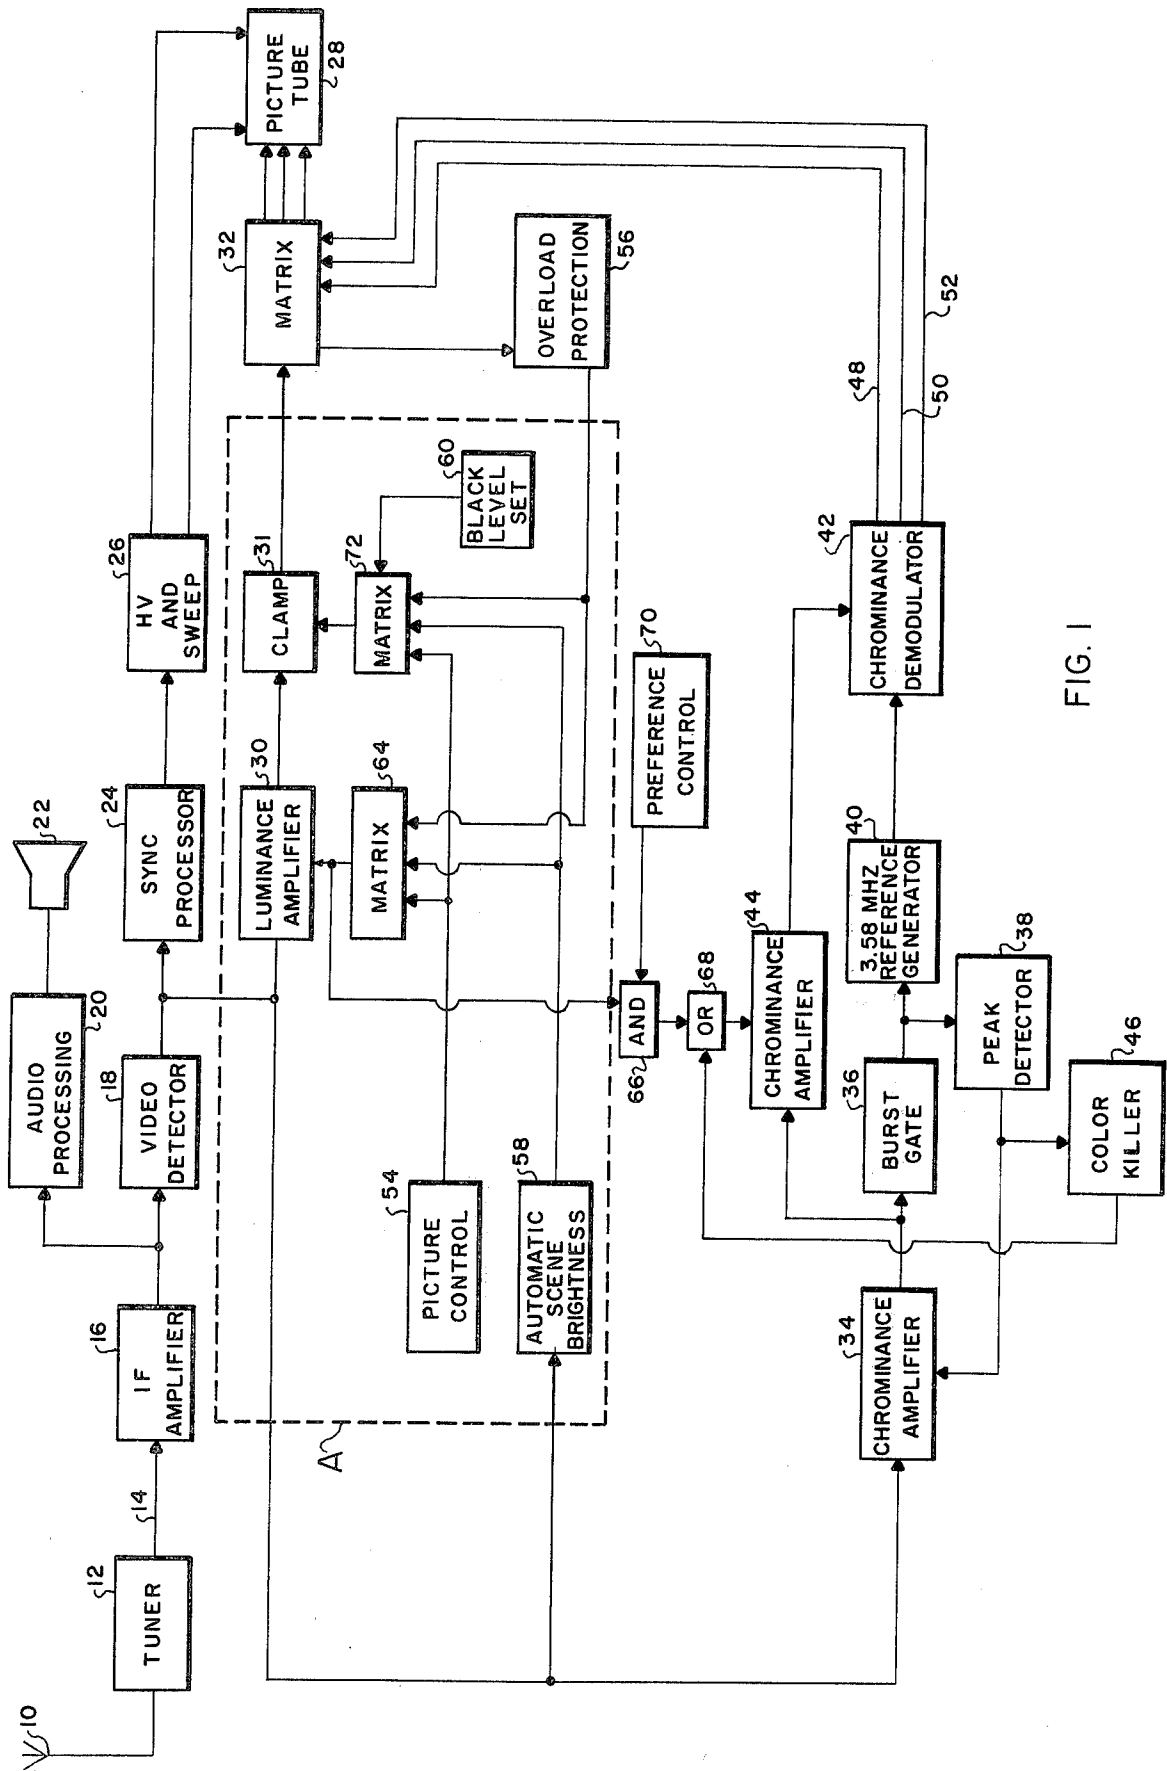 10
TUNER
12
14
IF
AMPLIFIER
16
AUDIO
PROCESSING
20
22
VIDEO
DETECTOR
18
SYNC
PROCESSOR
24
HV
AND
SWEEP
26
PICTURE
TUBE
28
LUMINANCE
AMPLIFIER
30
CLAMP
31
MATRIX
32
MATRIX
64
MATRIX
72
BLACK
LEVEL
SET
60
OVERLOAD
PROTECTION
56
A
PICTURE
CONTROL
54
AUTOMATIC
SCENE
BRIGHTNESS
58
AND
66
OR
68
PREFERENCE
CONTROL
70
CHROMINANCE
AMPLIFIER
44
CHROMINANCE
AMPLIFIER
34
BURST
GATE
36
3.58 MHZ
REFERENCE
GENERATOR
40
CHROMINANCE
DEMODULATOR
42
48
50
52
PEAK
DETECTOR
38
COLOR
KILLER
46
FIG. 1